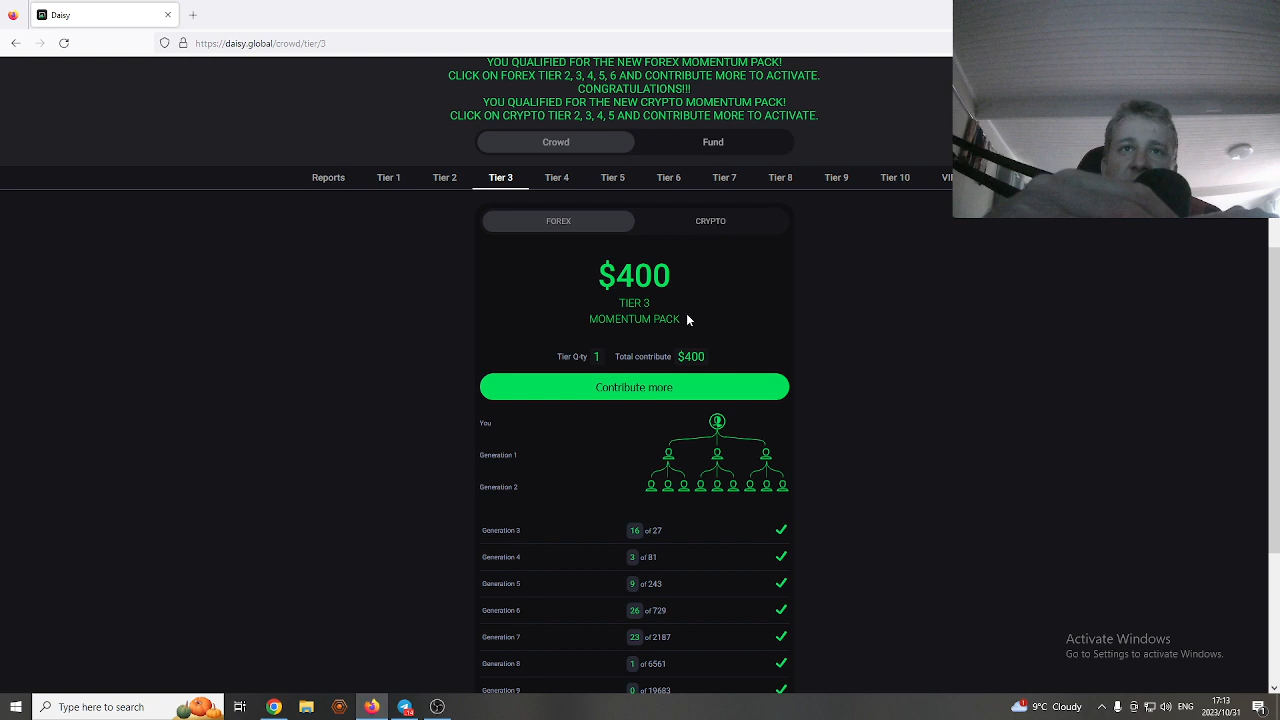 Daisy
https://daisy.global/crowd/tier/3
YOU QUALIFIED FOR THE NEW FOREX MOMENTUM PACK!
CLICK ON FOREX TIER 2, 3, 4, 5, 6 AND CONTRIBUTE MORE TO ACTIVATE.
CONGRATULATIONS!!!
YOU QUALIFIED FOR THE NEW CRYPTO MOMENTUM PACK!
CLICK ON CRYPTO TIER 2, 3, 4, 5 AND CONTRIBUTE MORE TO ACTIVATE.
Crowd Fund
Reports Tier 1 Tier 2 Tier 3 Tier 4 Tier 5 Tier 6 Tier 7 Tier 8 Tier 9 Tier 10 VI
FOREX CRYPTO
$400
TIER 3
MOMENTUM PACK
Tier Q-ty 1 Total contribute $400
Contribute more
You
Generation 1
Generation 2
Generation 3 16 of 27
Generation 4 3 of 81
Generation 5 9 of 243
Generation 6 26 of 729
Generation 7 23 of 2187
Generation 8 1 of 6561
Generation 9 0 of 19683
Activate Windows
Go to Settings to activate Windows.
Type here to search
9°C Cloudy
17:13